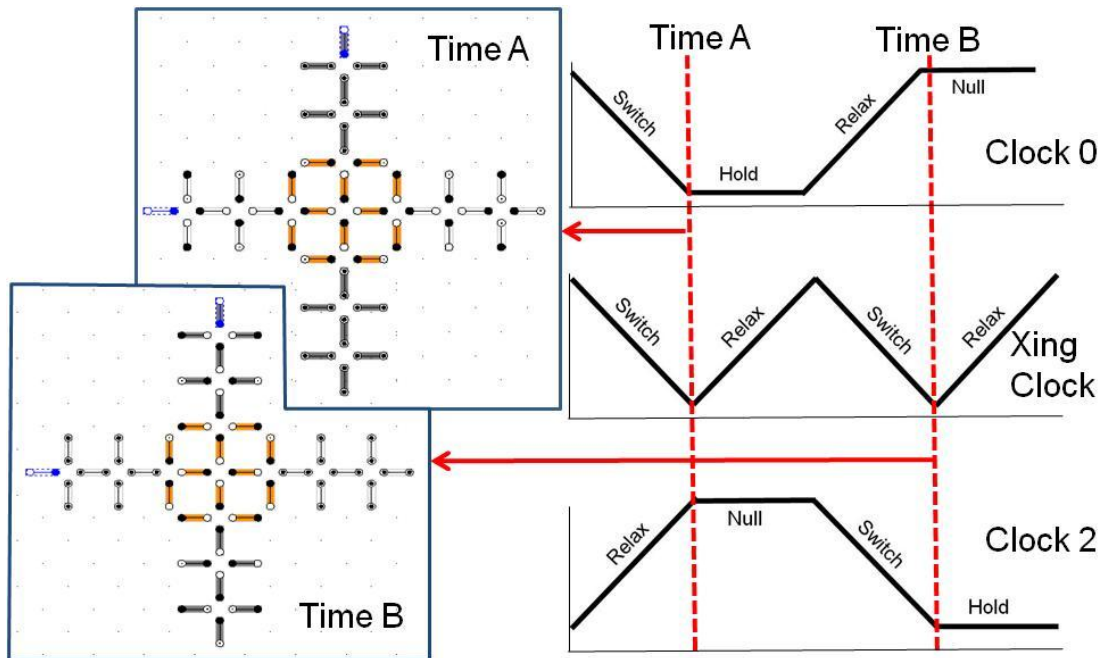 Time A
Time B
Time A
Time B
Switch
Hold
Relax
Null
Clock 0
Switch
Relax
Switch
Relax
Xing
Clock
Relax
Null
Switch
Hold
Clock 2